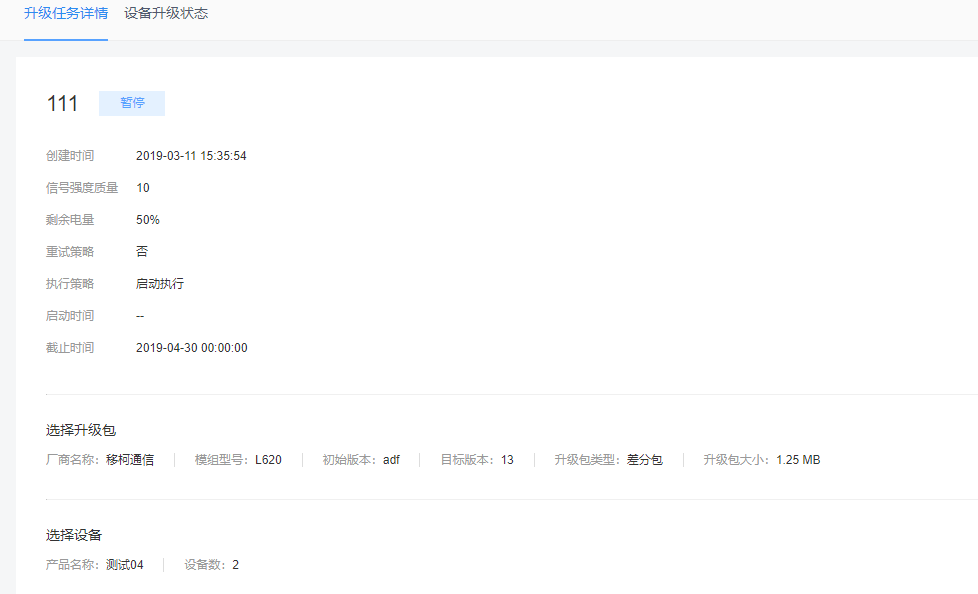 升级任务详情 设备升级状态
111 暂停
创建时间 2019-03-11 15:35:54
信号强度质量 10
剩余电量 50%
重试策略 否
执行策略 启动执行
启动时间 --
截止时间 2019-04-30 00:00:00
选择升级包
厂商名称: 移柯通信 模组型号: L620 初始版本: adf 目标版本: 13 升级包类型: 差分包 升级包大小: 1.25 MB
选择设备
产品名称: 测试04 设备数: 2